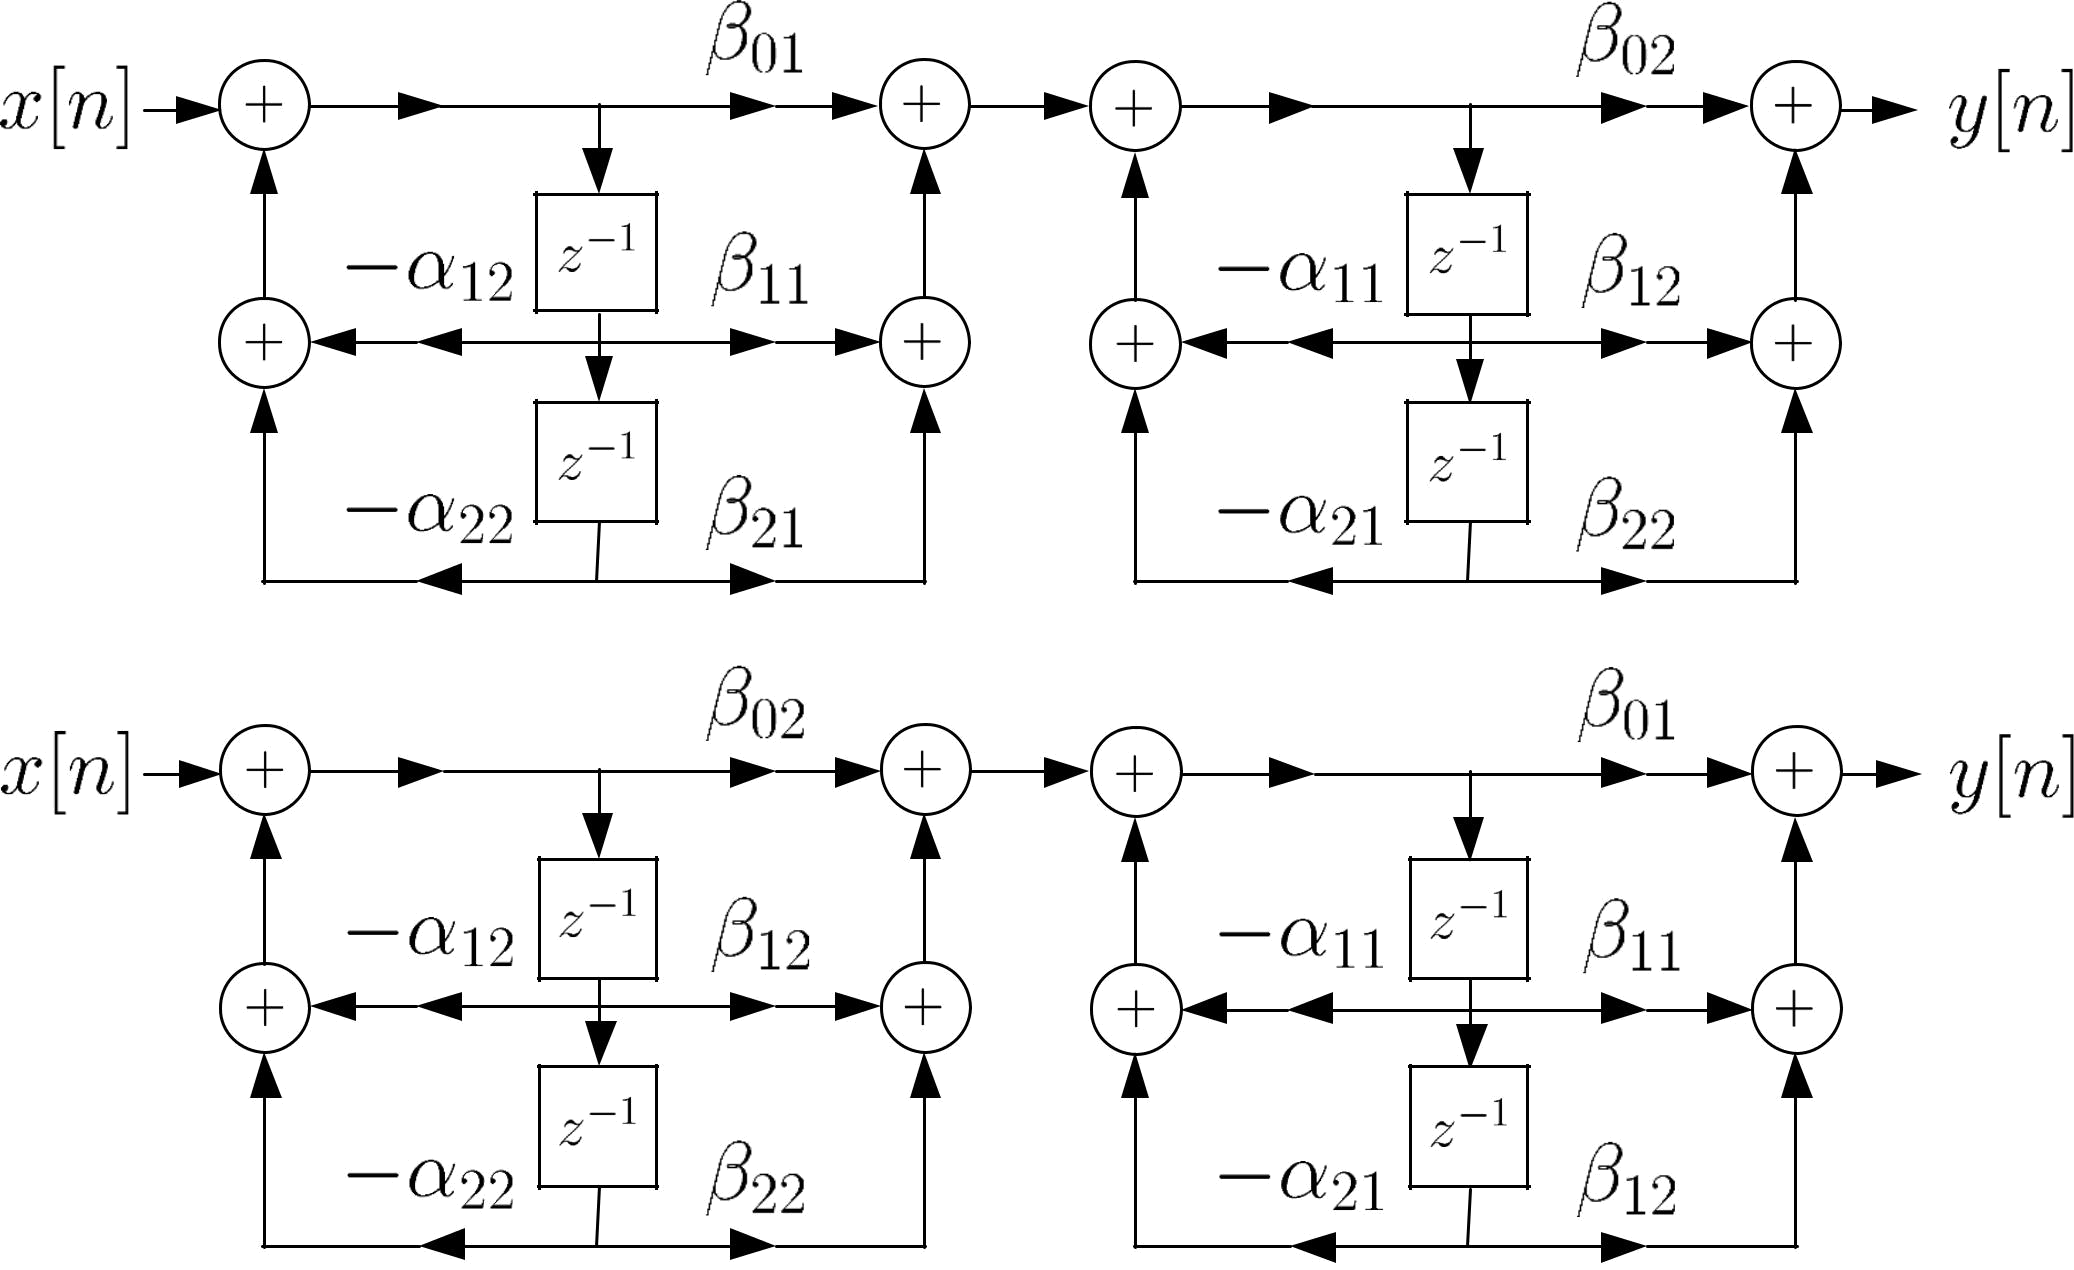 β₀₁ β₀₂
x[n] + + + + y[n]
−α₁₂ z⁻¹ β₁₁ −α₁₁ z⁻¹ β₁₂
+ + + +
−α₂₂ z⁻¹ β₂₁ −α₂₁ z⁻¹ β₂₂
β₀₂ β₀₁
x[n] + + + + y[n]
−α₁₂ z⁻¹ β₁₂ −α₁₁ z⁻¹ β₁₁
+ + + +
−α₂₂ z⁻¹ β₂₂ −α₂₁ z⁻¹ β₁₂